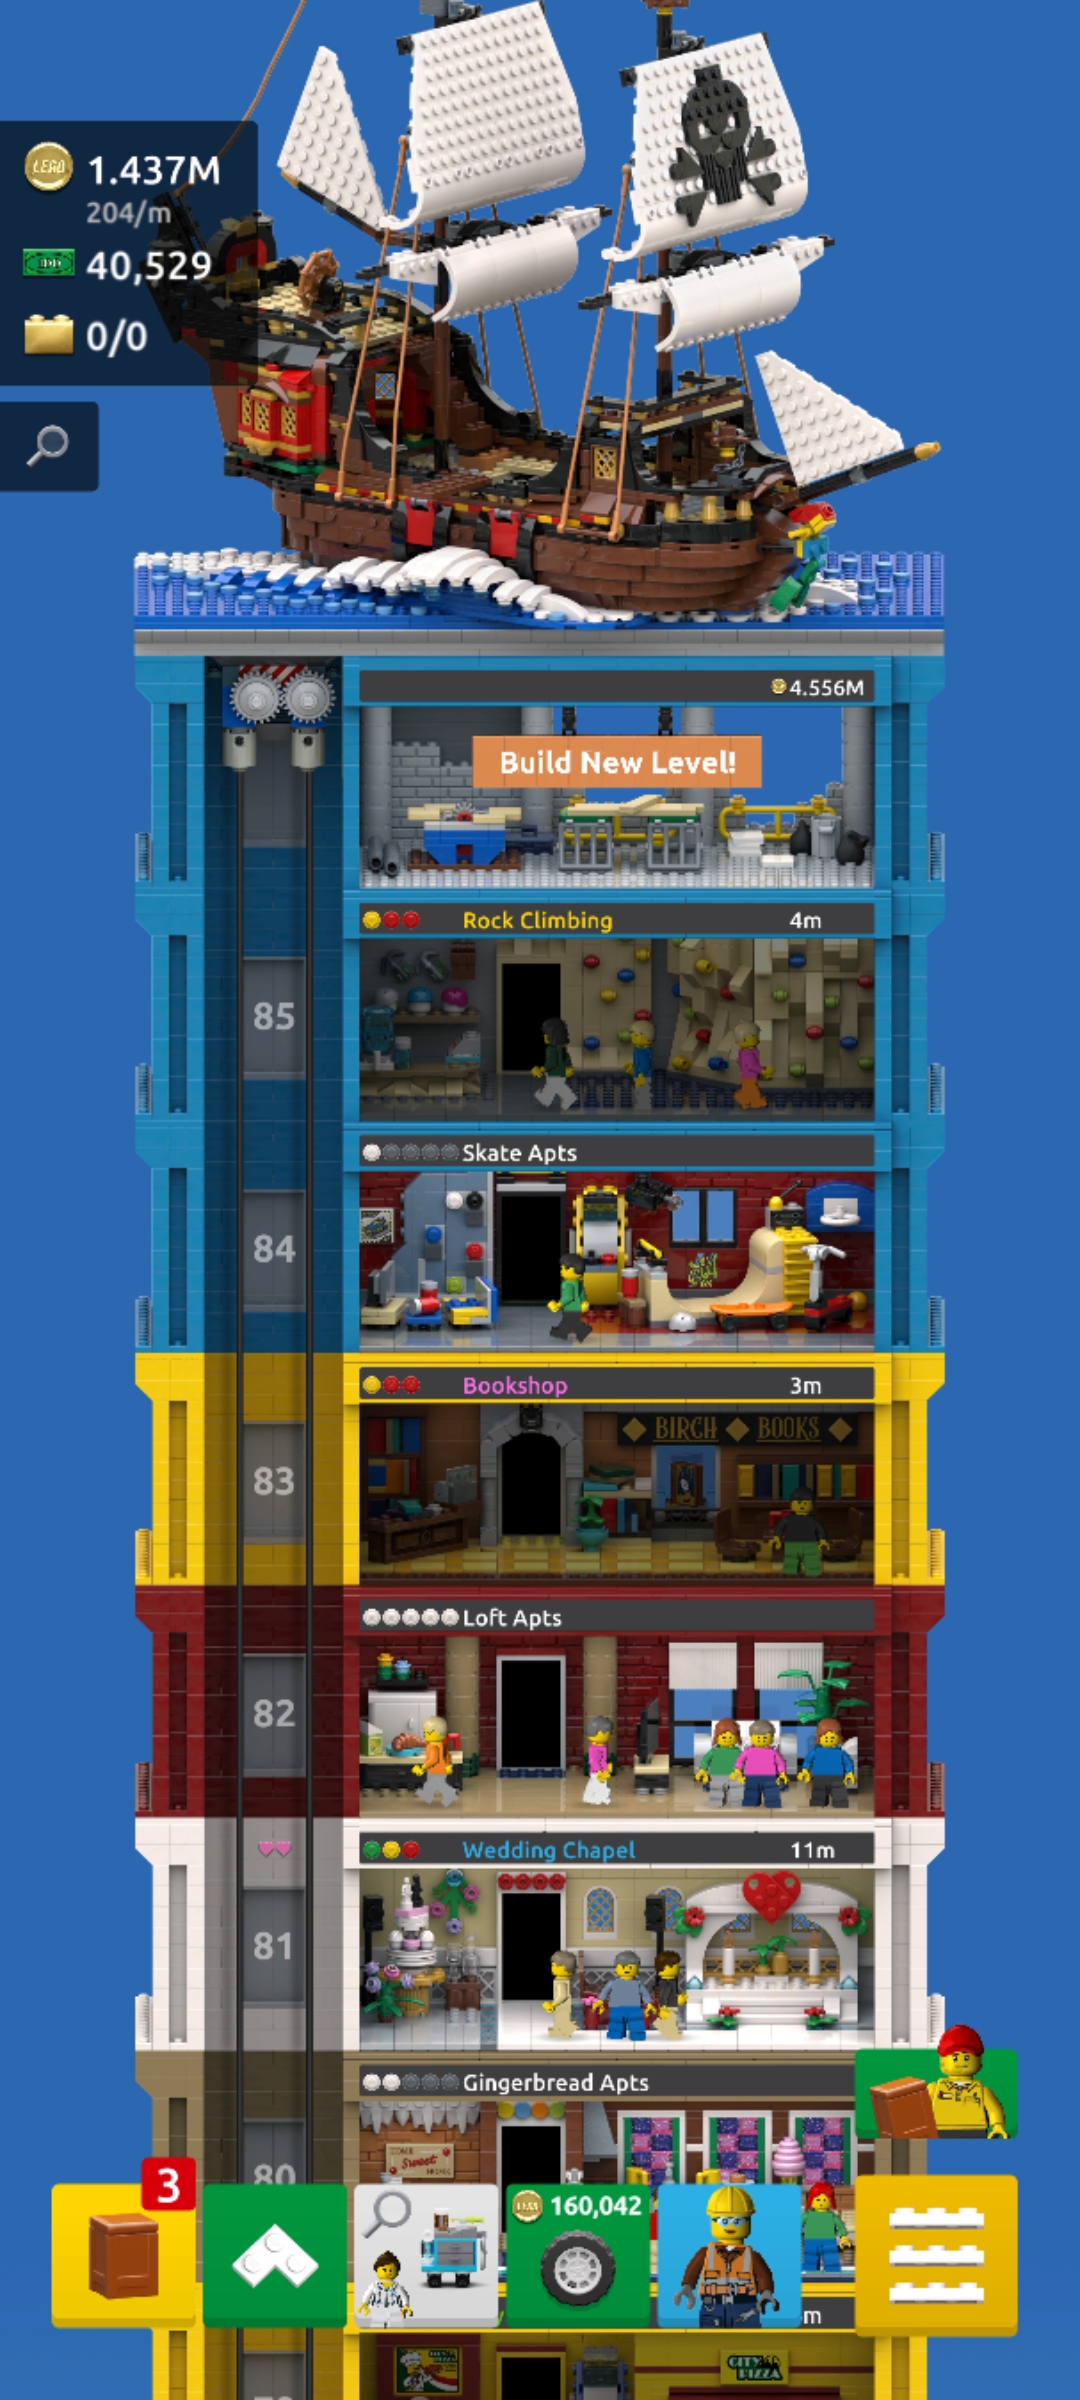 LEGO
1.437M
204/m
40,529
0/0
4.556M
Build New Level!
Rock Climbing
4m
85
Skate Apts
84
Bookshop
3m
BIRCH BOOKS
83
Loft Apts
82
Wedding Chapel
11m
81
Gingerbread Apts
Sweet
80
3
160,042
CITY PIZZA